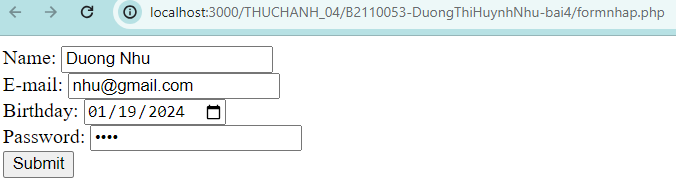 localhost:3000/THUCHANH_04/B2110053-DuongThiHuynhNhu-bai4/formnhap.php
Name: Duong Nhu
E-mail: nhu@gmail.com
Birthday: 01/19/2024
Password: ••••
Submit